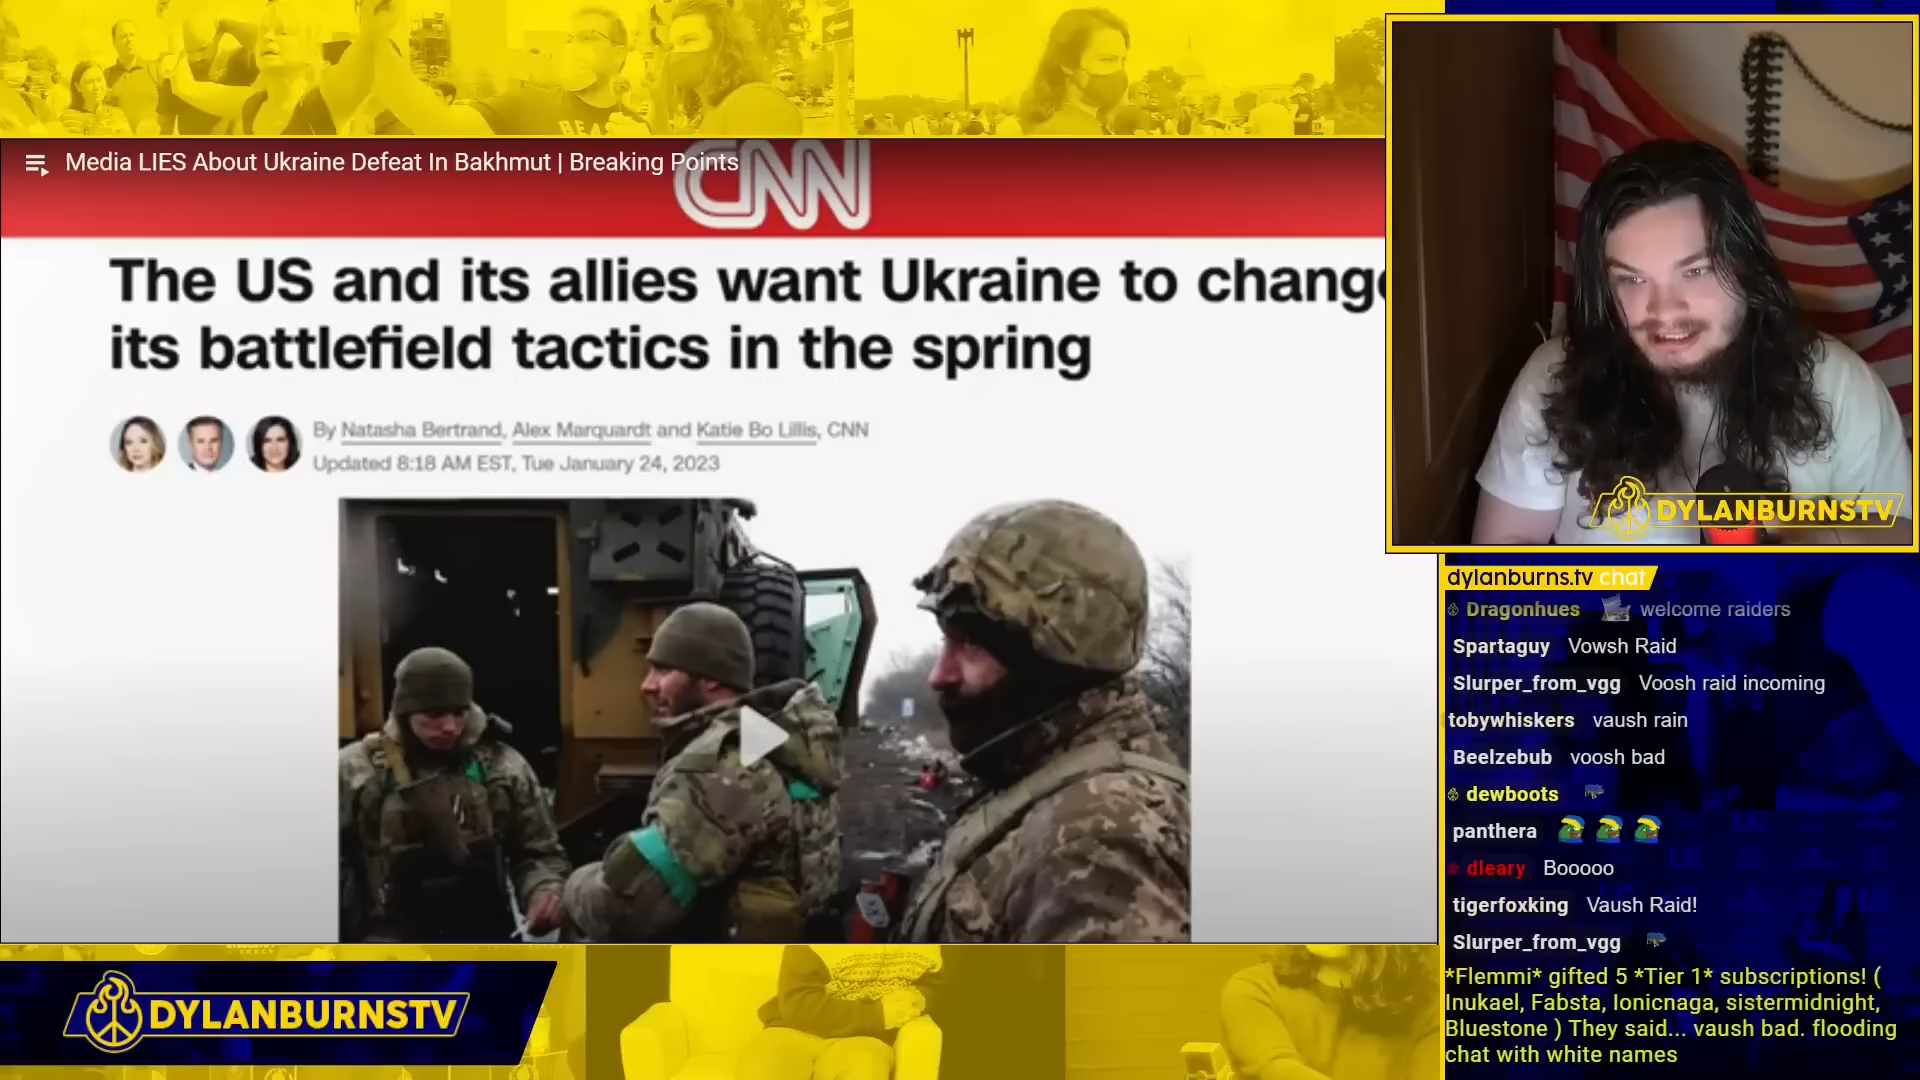 Media LIES About Ukraine Defeat In Bakhmut | Breaking Points
CNN
The US and its allies want Ukraine to change
its battlefield tactics in the spring
By Natasha Bertrand, Alex Marquardt and Katie Bo Lillis, CNN
Updated 8:18 AM EST, Tue January 24, 2023
DYLANBURNSTV
dylanburns.tv chat
Dragonhues welcome raiders
Spartaguy Vowsh Raid
Slurper_from_vgg Voosh raid incoming
tobywhiskers vaush rain
Beelzebub voosh bad
dewboots
panthera
dleary Booooo
tigerfoxking Vaush Raid!
Slurper_from_vgg
*Flemmi* gifted 5 *Tier 1* subscriptions! (
Inukael, Fabsta, Ionicnaga, sistermidnight,
Bluestone ) They said... vaush bad. flooding
chat with white names
DYLANBURNSTV